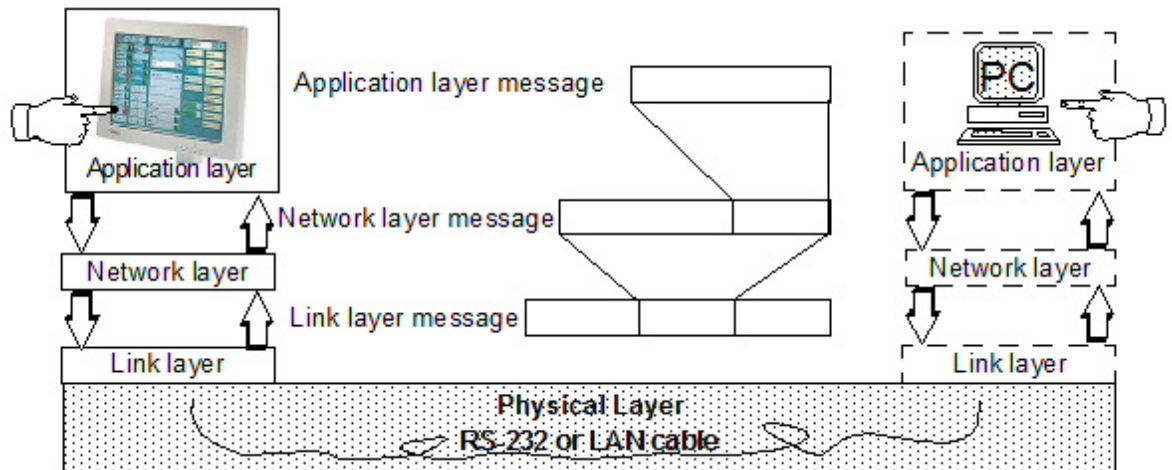 PC
Application layer message
Application layer
Application layer
Network layer message
Network layer
Network layer
Link layer message
Link layer
Link layer
Physical Layer
RS-232 or LAN cable